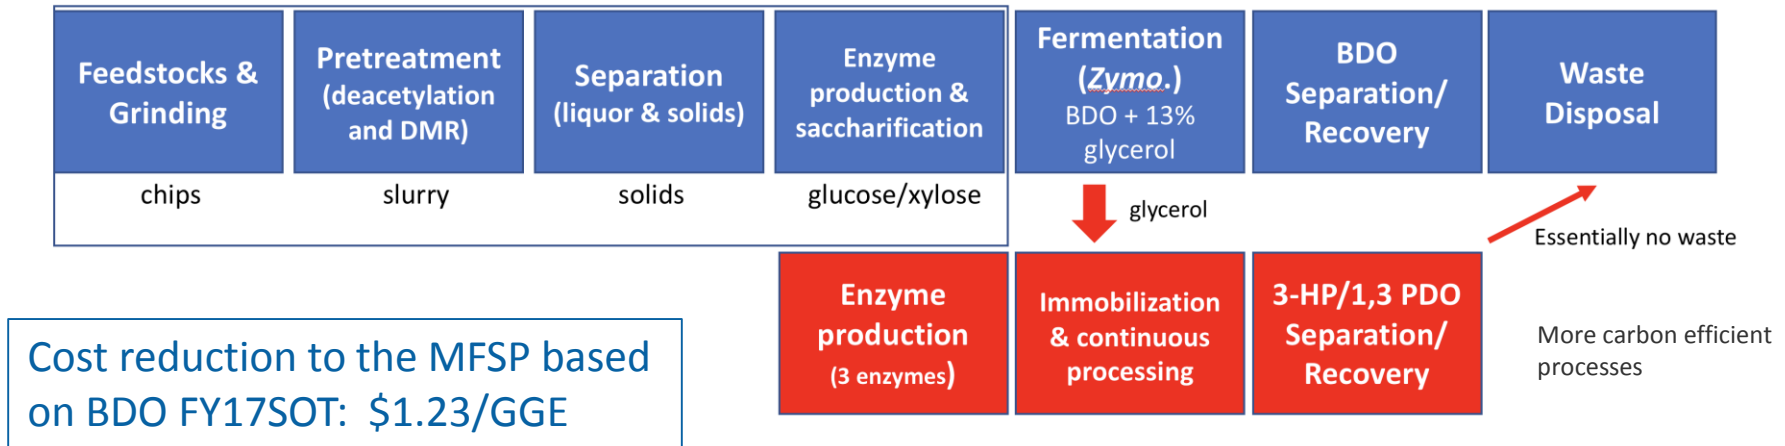 Feedstocks &
Grinding
Pretreatment
(deacetylation
and DMR)
Separation
(liquor & solids)
Enzyme
production &
saccharification
Fermentation
(Zymo.)
BDO + 13%
glycerol
BDO
Separation/
Recovery
Waste
Disposal
chips
slurry
solids
glucose/xylose
glycerol
Essentially no waste
Enzyme
production
(3 enzymes)
Immobilization
& continuous
processing
3-HP/1,3 PDO
Separation/
Recovery
More carbon efficient
processes
Cost reduction to the MFSP based
on BDO FY17SOT: $1.23/GGE